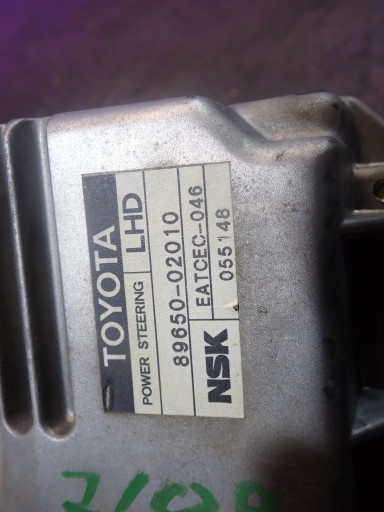 TOYOTA
POWER STEERING LHD
89650-02010
NSK EATCEC-046
055148